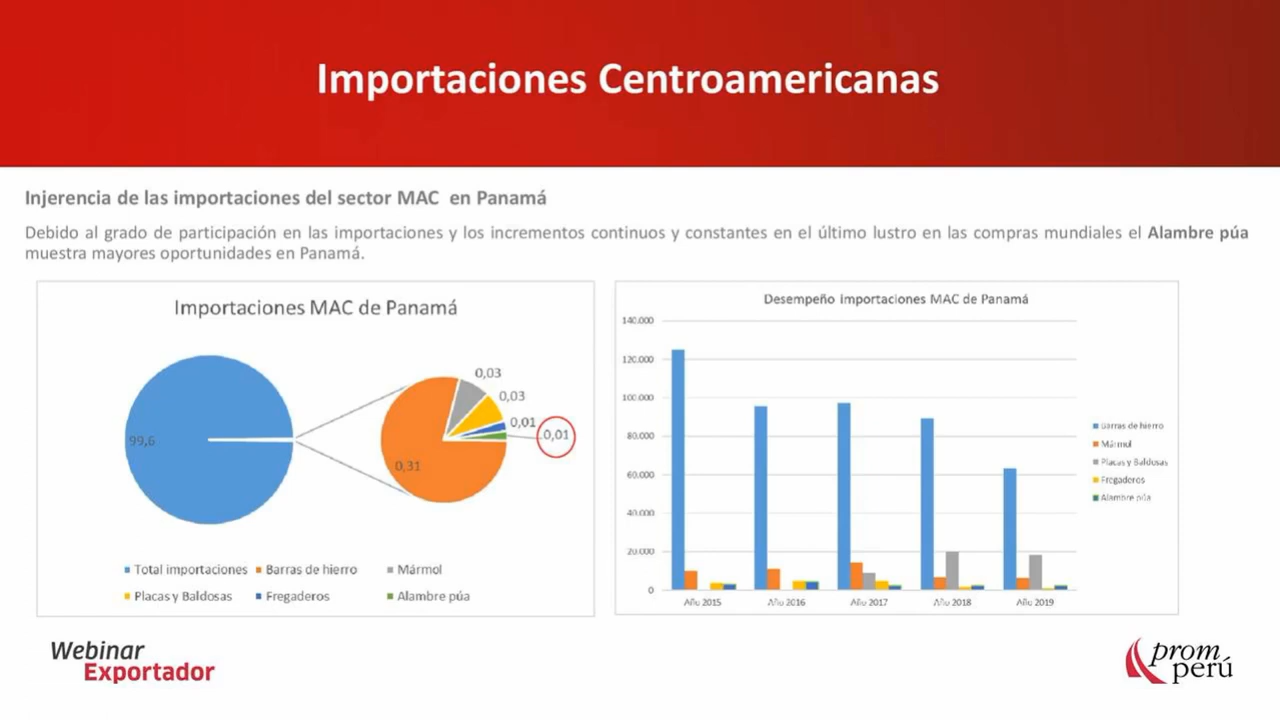 Importaciones Centroamericanas
Injerencia de las importaciones del sector MAC en Panamá
Debido al grado de participación en las importaciones y los incrementos continuos y constantes en el último lustro en las compras mundiales el Alambre púa
muestra mayores oportunidades en Panamá.
Importaciones MAC de Panamá
99,6
0,31
0,03
0,03
0,01
0,01
Total importaciones
Barras de hierro
Mármol
Placas y Baldosas
Fregaderos
Alambre púa
Desempeño Importaciones MAC de Panamá
140.000
120.000
100.000
80.000
60.000
40.000
20.000
0
Año 2015
Año 2016
Año 2017
Año 2018
Año 2019
Barras de hierro
Mármol
Placas y Baldosas
Fregaderos
Alambre púa
Webinar
Exportador
prom
perú